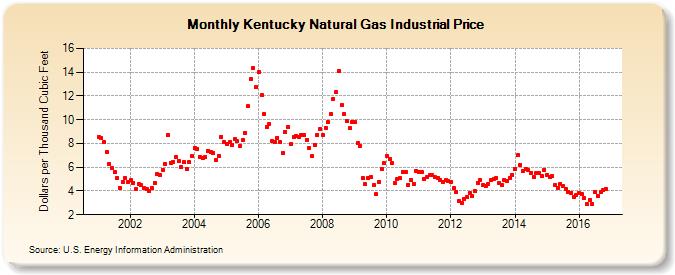 Monthly Kentucky Natural Gas Industrial Price
Dollars per Thousand Cubic Feet
16
14
12
10
8
6
4
2
2002 2004 2006 2008 2010 2012 2014 2016
Source: U.S. Energy Information Administration